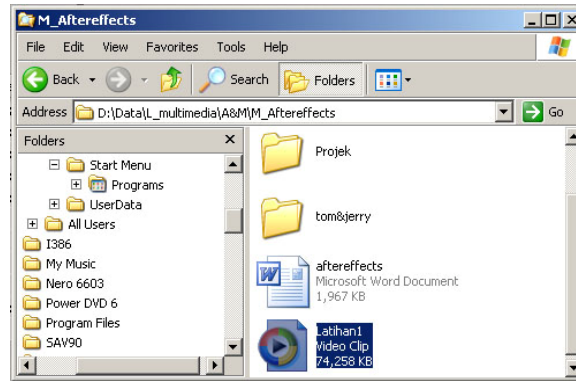 M_Aftereffects
File Edit View Favorites Tools Help
Back Search Folders
Address D:\Data\L_multimedia\A&M\M_Aftereffects Go
Folders
Start Menu
Programs
UserData
All Users
I386
My Music
Nero 6603
Power DVD 6
Program Files
SAV90
Projek
tom&jerry
aftereffects
Microsoft Word Document
1,967 KB
Latihan1
Video Clip
74,258 KB